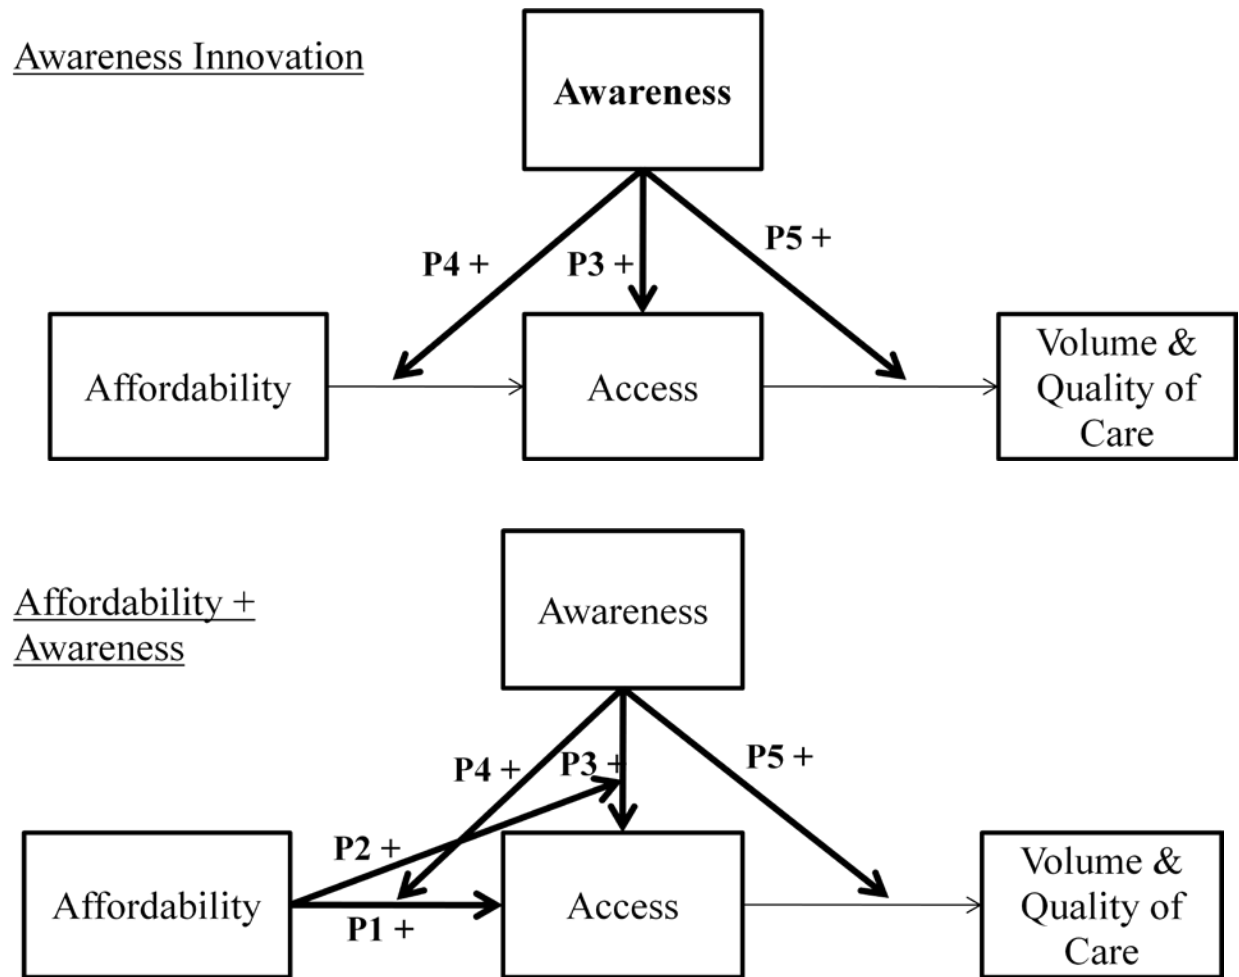 Awareness Innovation
Awareness
P4 +
P3 +
P5 +
Affordability
Access
Volume &
Quality of
Care
Affordability +
Awareness
Awareness
P4 +
P3 +
P5 +
P2 +
P1 +
Affordability
Access
Volume &
Quality of
Care